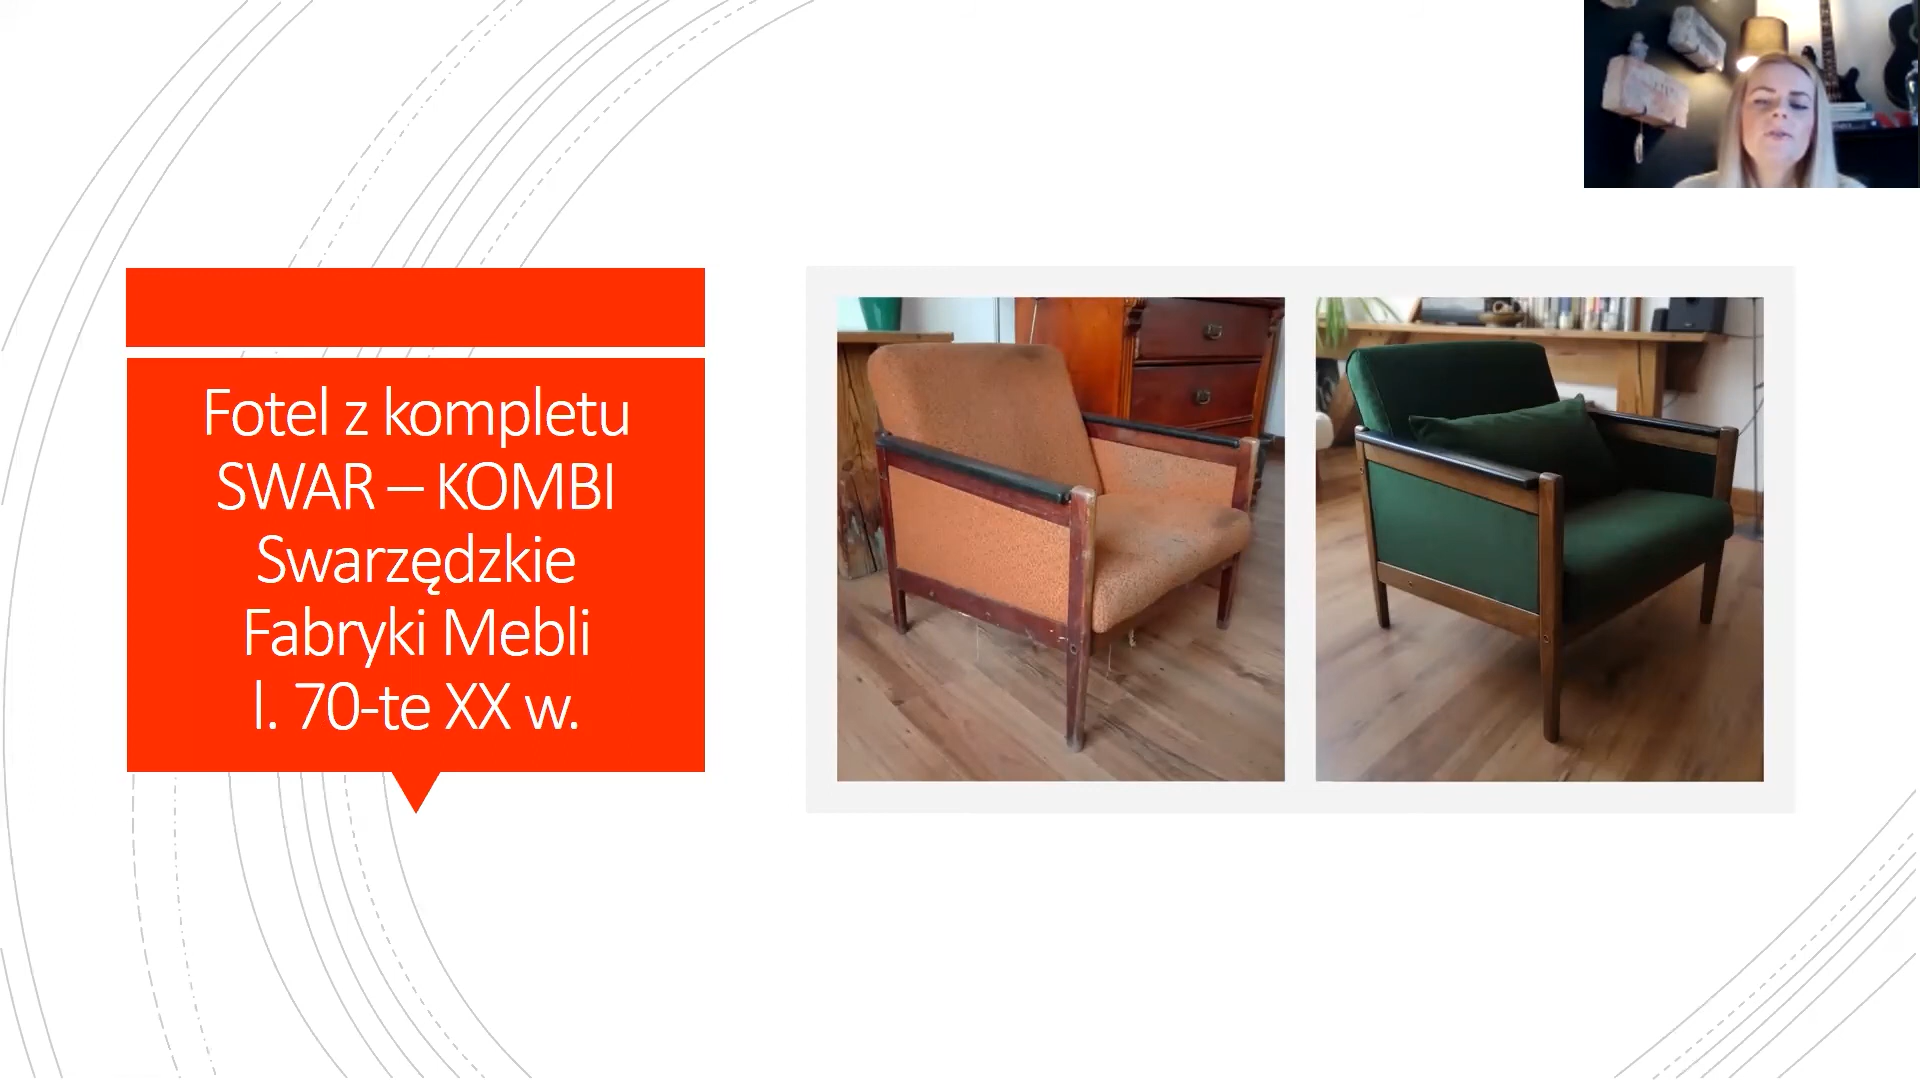 Fotel z kompletu
SWAR – KOMBI
Swarzędzkie
Fabryki Mebli
l. 70-te XX w.